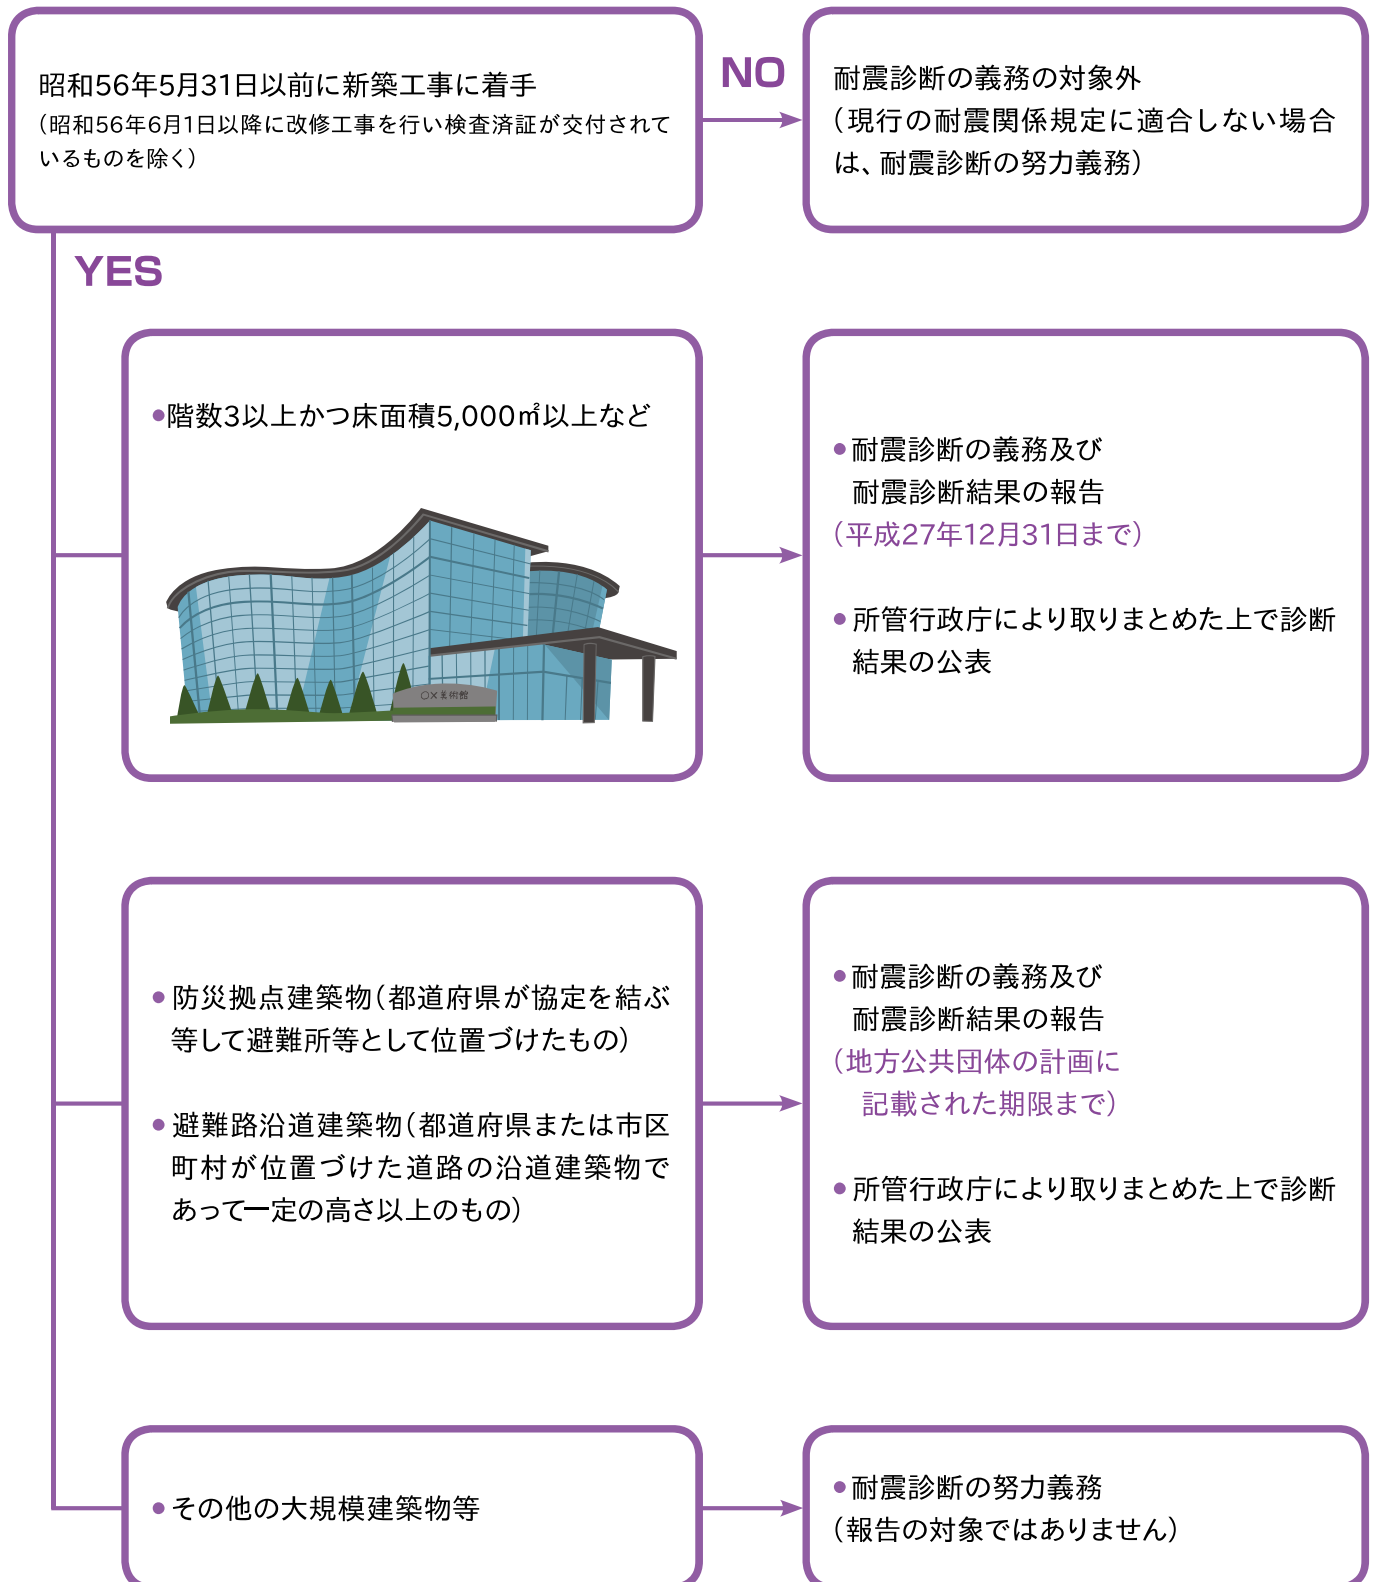 昭和56年5月31日以前に新築工事に着手
（昭和56年6月1日以降に改修工事を行い検査済証が交付されて
いるものを除く）
NO
耐震診断の義務の対象外
（現行の耐震関係規定に適合しない場合
は、耐震診断の努力義務）
YES
●階数3以上かつ床面積5,000㎡以上など
〇×美術館
●耐震診断の義務及び
耐震診断結果の報告
（平成27年12月31日まで）
●所管行政庁により取りまとめた上で診断
結果の公表
●防災拠点建築物（都道府県が協定を結ぶ
等して避難所等として位置づけたもの）
●避難路沿道建築物（都道府県または市区
町村が位置づけた道路の沿道建築物で
あって一定の高さ以上のもの）
●耐震診断の義務及び
耐震診断結果の報告
（地方公共団体の計画に
記載された期限まで）
●所管行政庁により取りまとめた上で診断
結果の公表
●その他の大規模建築物等
●耐震診断の努力義務
（報告の対象ではありません）